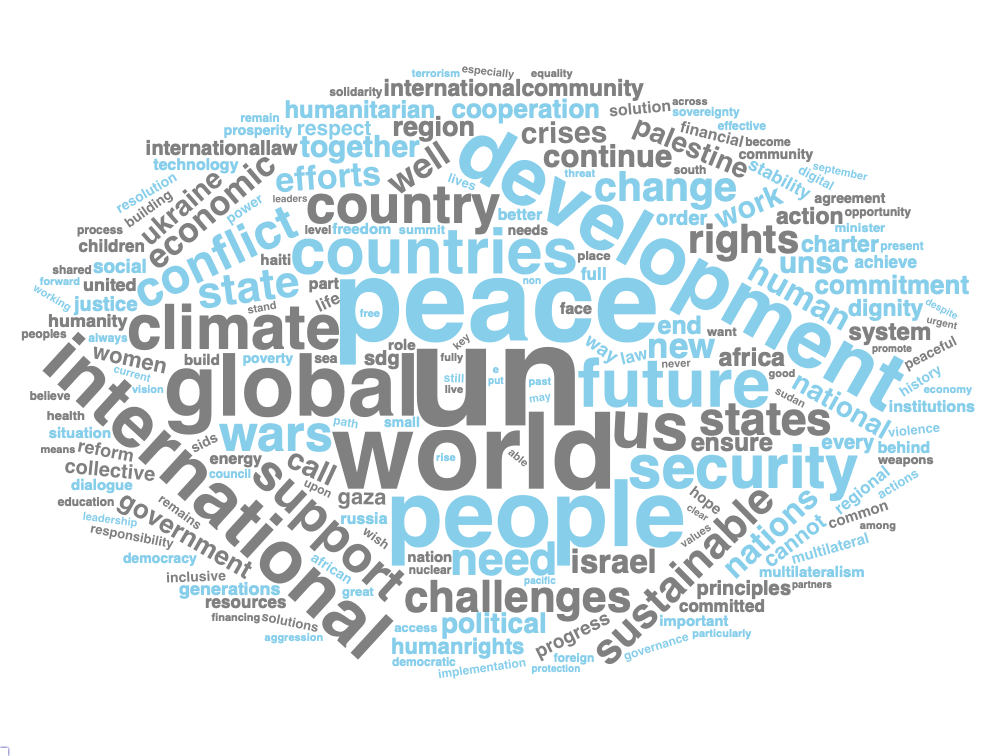 terrorism
especially
equality
solidarity
internationalcommunity
humanitarian
cooperation
solution
across
sovereignty
remain
prosperity
respect
region
crises
palestine
financial
effective
become
internationallaw
together
well
continue
community
technology
economic
efforts
lives
development
threat
south
stability
digital
september
resolution
building
ukraine
power
leaders
country
change
work
agreement
process
conflict
level
freedom
summit
better
needs
order
action
opportunity
minister
children
haiti
countries
place
rights
charter
present
shared
social
state
part
peace
non
full
human
unsc
achieve
forward
united
working
justice
stand
life
free
face
commitment
humanity
climate
dignity
despite
urgent
peoples
always
role
key
end
want
system
promote
peaceful
women
build
poverty
sea
sdg
fully
un
way
law
new
never
africa
good
current
vision
global
still
live
e
put
past
may
future
sudan
national
history
economy
institutions
believe
international
health
path
small
us
states
violence
situation
wars
world
ensure
every
behind
means
reform
sids
energy
call
rise
able
security
weapons
collective
council
support
upon
gaza
people
hope
sustainable
regional
actions
dialogue
education
remains
government
russia
wish
clear
values
nations
cannot
common
among
leadership
responsibility
nation
nuclear
need
israel
multilateral
democracy
african
inclusive
generations
great
pacific
multilateralism
challenges
principles
partners
resources
committed
financing
solutions
aggression
access
political
progress
important
governance
particularly
humanrights
democratic
implementation
foreign
protection